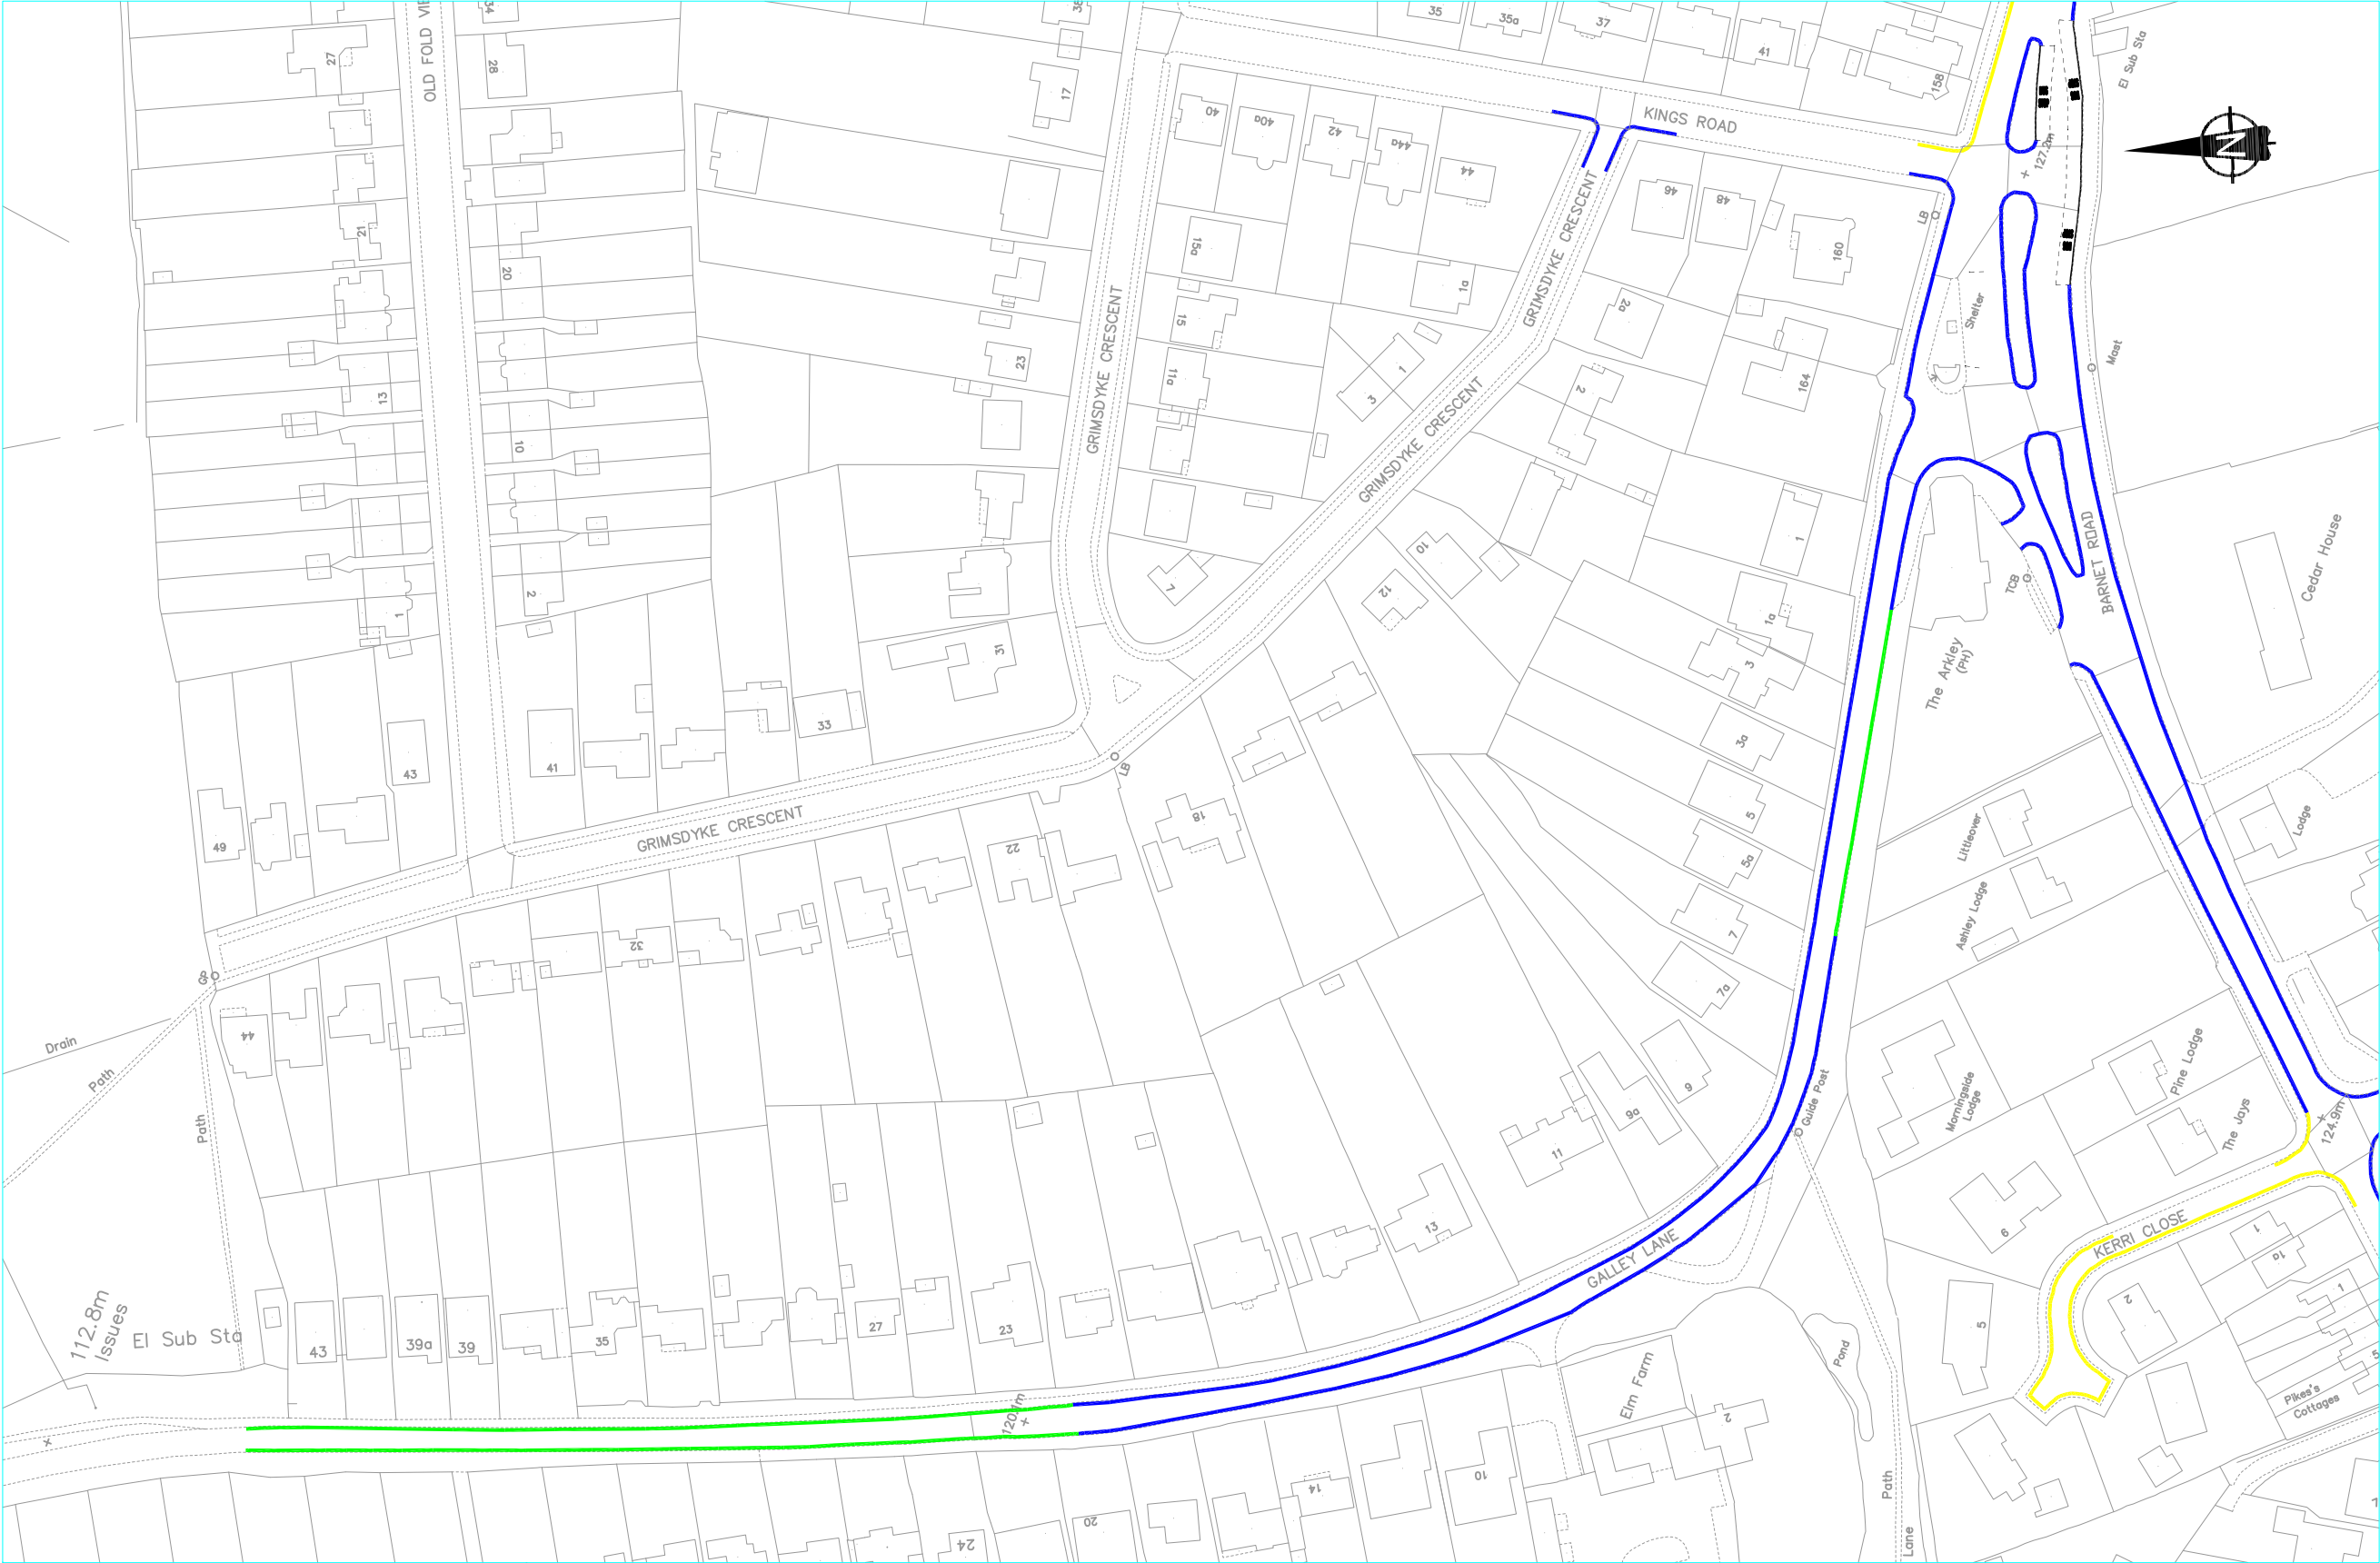 34
38
35
35a
37
41
158
El Sub Sta
27
OLD FOLD VIE
28
17
40
40a
42
44a
44
KINGS ROAD
127.2m
N
21
20
15a
1a
46
48
160
LB
GRIMSDYKE CRESCENT
GRIMSDYKE CRESCENT
15
2a
Shelter
23
11a
1
3
2
164
Mast
13
10
GRIMSDYKE CRESCENT
1
10
12
7
1
2
1a
3
TCB
BARNET ROAD
Cedar House
31
33
41
43
The Arkley
(PH)
3a
5
LB
18
GRIMSDYKE CRESCENT
49
22
5a
Littleover
Lodge
32
7
Ashley Lodge
7a
GP
44
Drain
Path
Path
9
9a
11
Guide Post
Morningside
Lodge
Pine Lodge
The Jays
124.9m
13
GALLEY LANE
6
KERRI CLOSE
1
1a
2
1
112.8m
Issues
El Sub Sta
43
39a
39
35
27
23
5
Pond
5
Pikes's
Cottages
120.1m
Elm Farm
2
10
14
20
24
Path
Lane